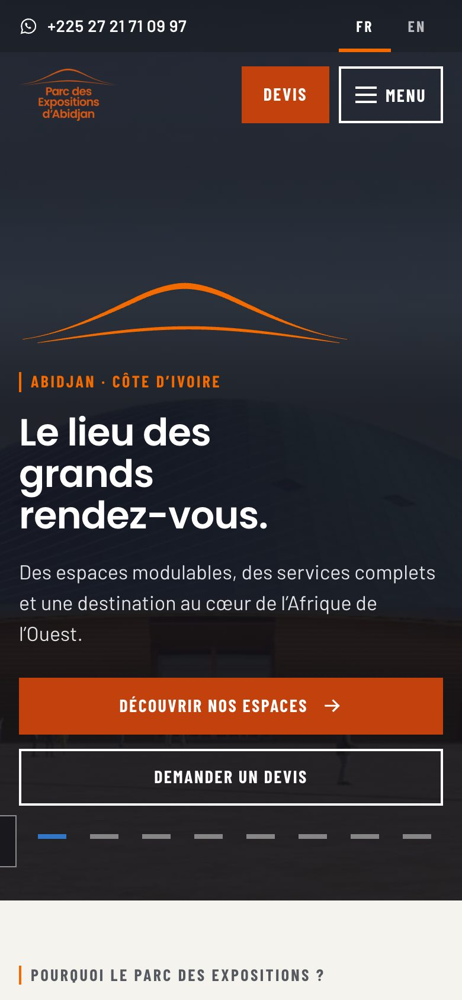 +225 27 21 71 09 97
FR
EN
Parc des
Expositions
d'Abidjan
DEVIS
MENU
ABIDJAN · CÔTE D'IVOIRE
Le lieu des
grands
rendez-vous.
Des espaces modulables, des services complets
et une destination au cœur de l'Afrique de
l'Ouest.
DÉCOUVRIR NOS ESPACES →
DEMANDER UN DEVIS
POURQUOI LE PARC DES EXPOSITIONS ?